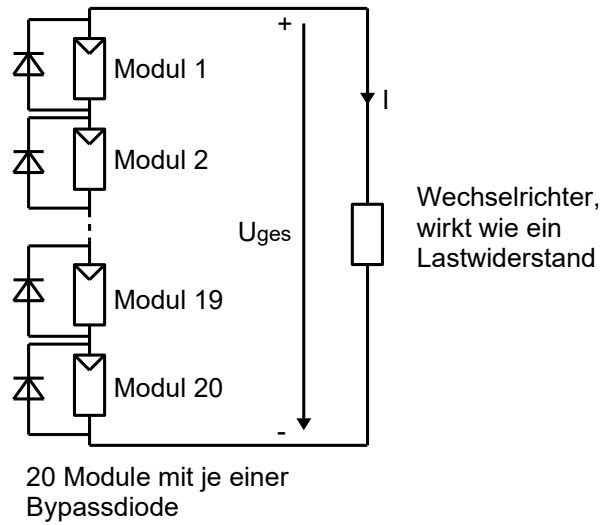 +
Modul 1
I
Modul 2
Uges
Wechselrichter,
wirkt wie ein
Lastwiderstand
Modul 19
Modul 20
-
20 Module mit je einer
Bypassdiode